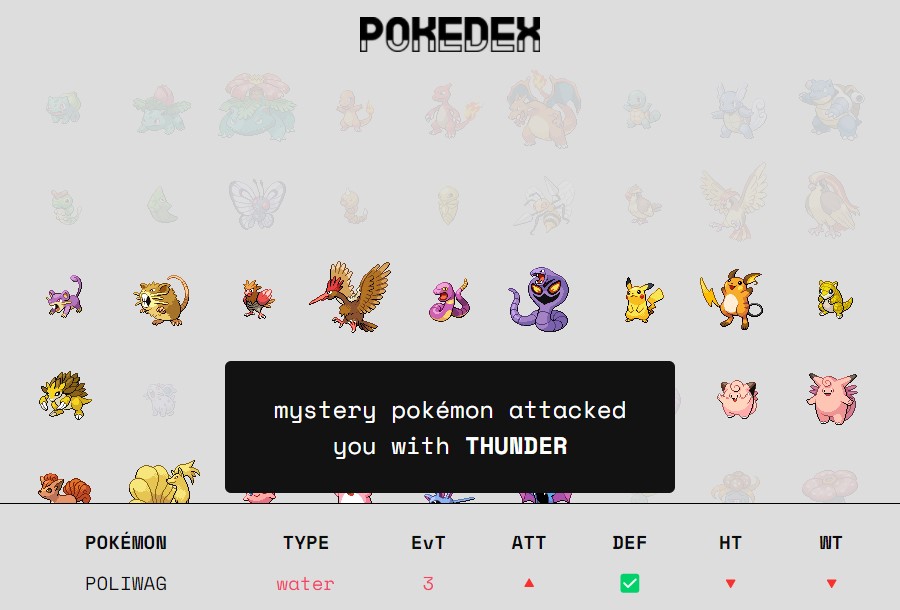 POKEDEX
mystery pokémon attacked
you with THUNDER
POKÉMON TYPE EvT ATT DEF HT WT
POLIWAG water 3